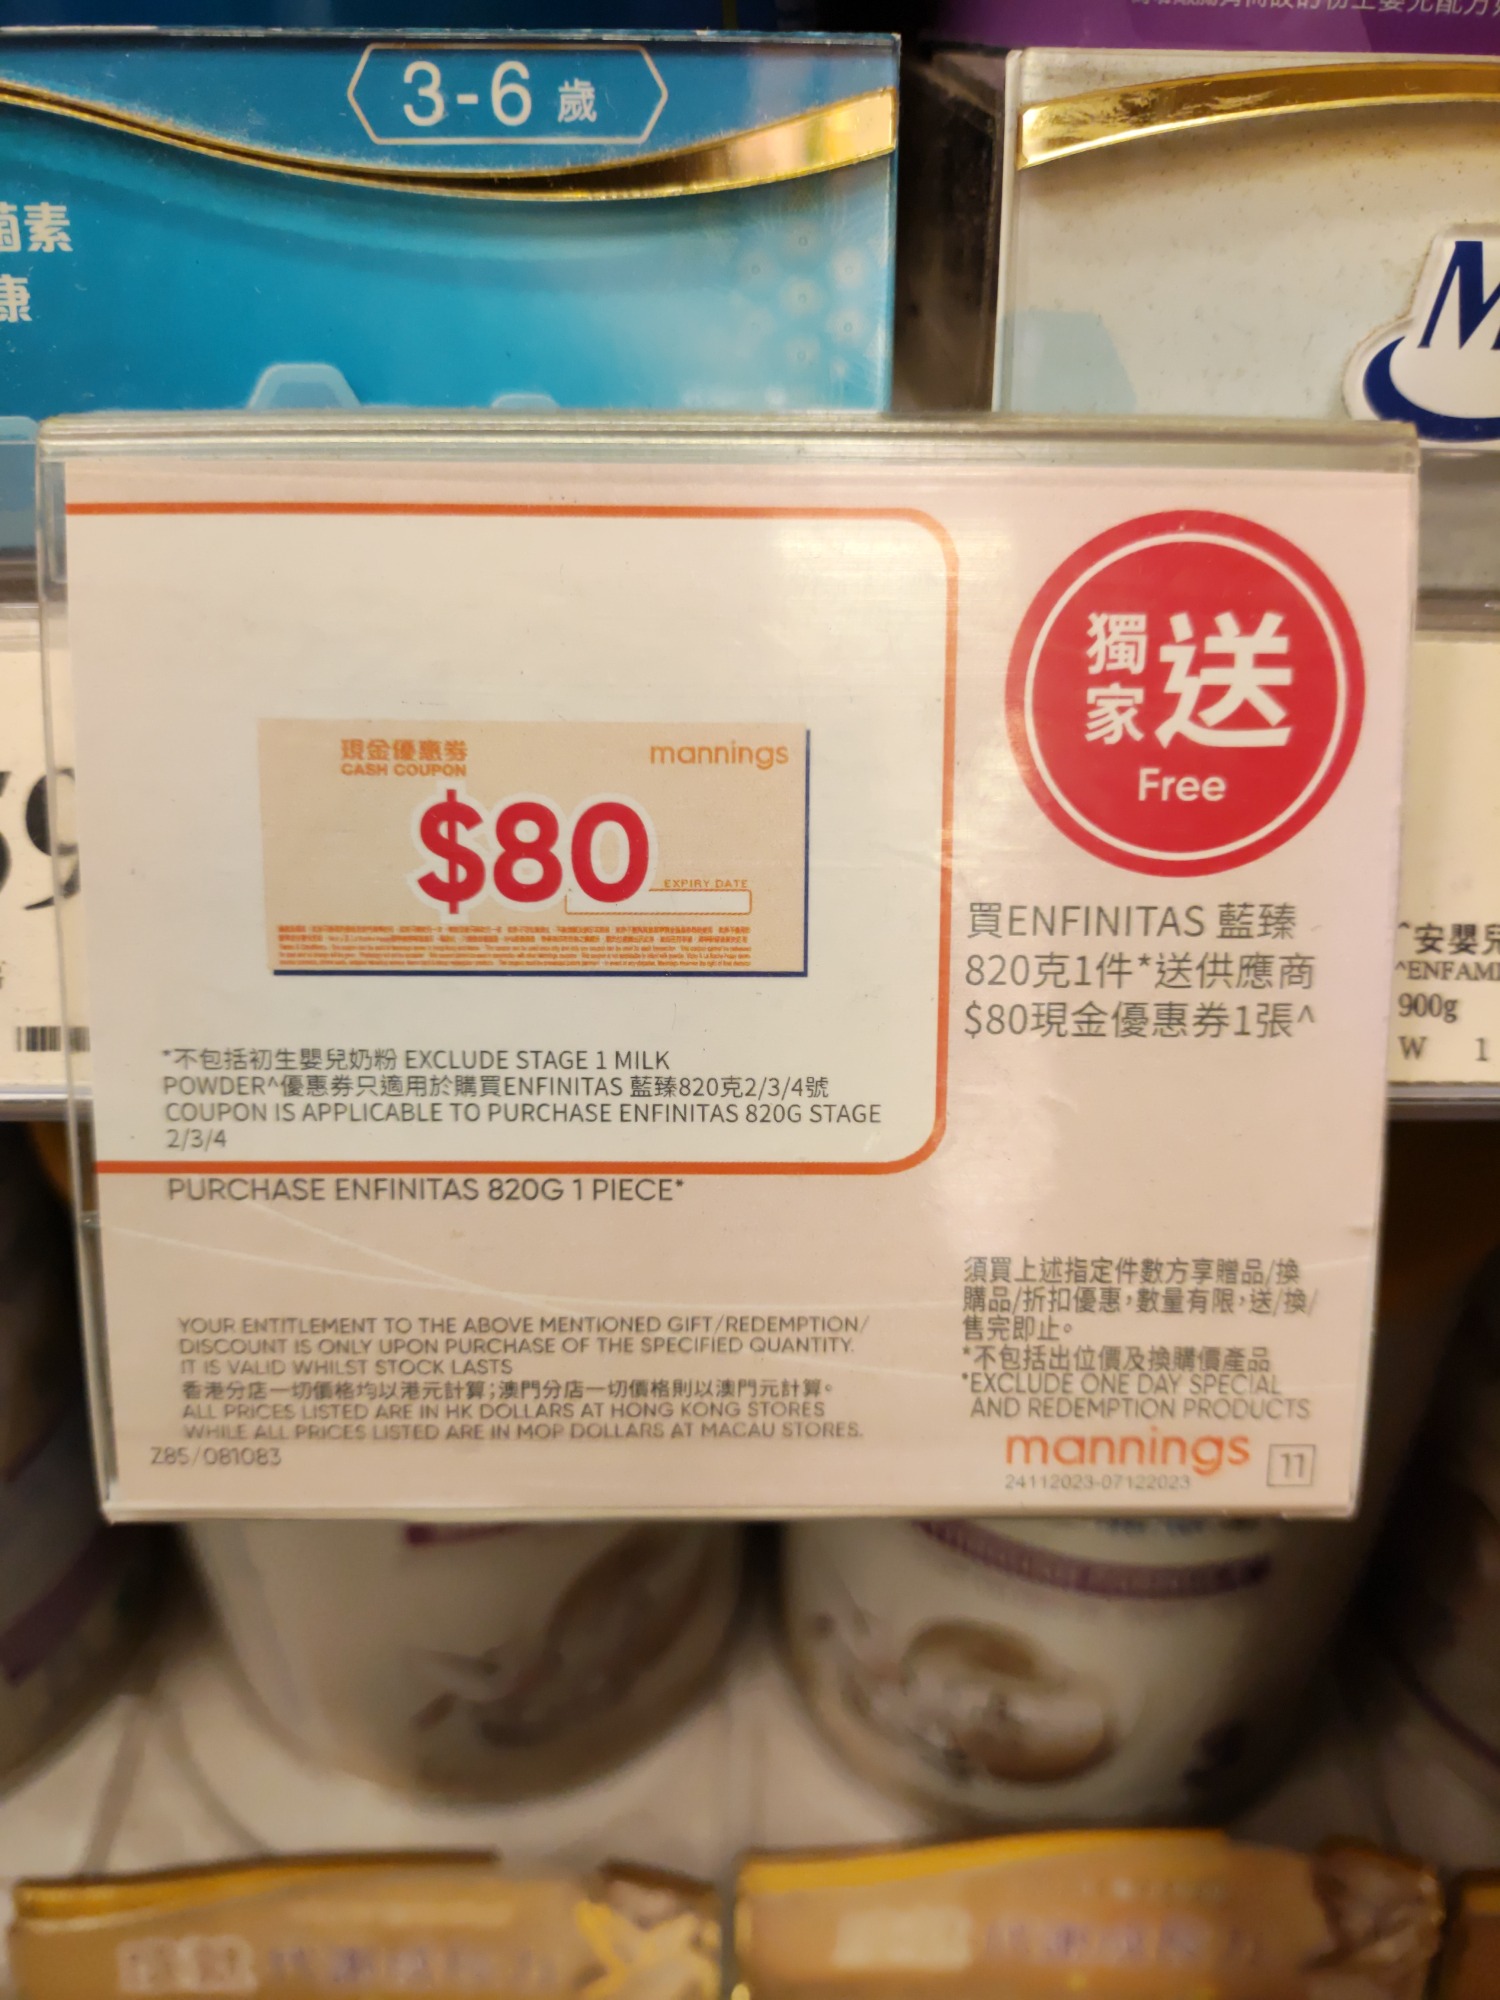 3-6 歲
菌素
康
現金優惠券
CASH COUPON
mannings
$80
EXPIRY DATE
獨家送
Free
買ENFINITAS 藍臻
820克1件*送供應商
$80現金優惠券1張^
*不包括初生嬰兒奶粉 EXCLUDE STAGE 1 MILK
POWDER^優惠券只適用於購買ENFINITAS 藍臻820克2/3/4號
COUPON IS APPLICABLE TO PURCHASE ENFINITAS 820G STAGE
2/3/4
PURCHASE ENFINITAS 820G 1 PIECE*
YOUR ENTITLEMENT TO THE ABOVE MENTIONED GIFT/REDEMPTION/
DISCOUNT IS ONLY UPON PURCHASE OF THE SPECIFIED QUANTITY.
IT IS VALID WHILST STOCK LASTS
香港分店一切價格均以港元計算;澳門分店一切價格則以澳門元計算。
ALL PRICES LISTED ARE IN HK DOLLARS AT HONG KONG STORES
WHILE ALL PRICES LISTED ARE IN MOP DOLLARS AT MACAU STORES.
Z85/081083
須買上述指定件數方享贈品/換
購品/折扣優惠,數量有限,送/換/
售完即止。
*不包括出位價及換購價產品
*EXCLUDE ONE DAY SPECIAL
AND REDEMPTION PRODUCTS
mannings 11
24112023-07122023
^安嬰兒
^ENFAM
900g
W 1